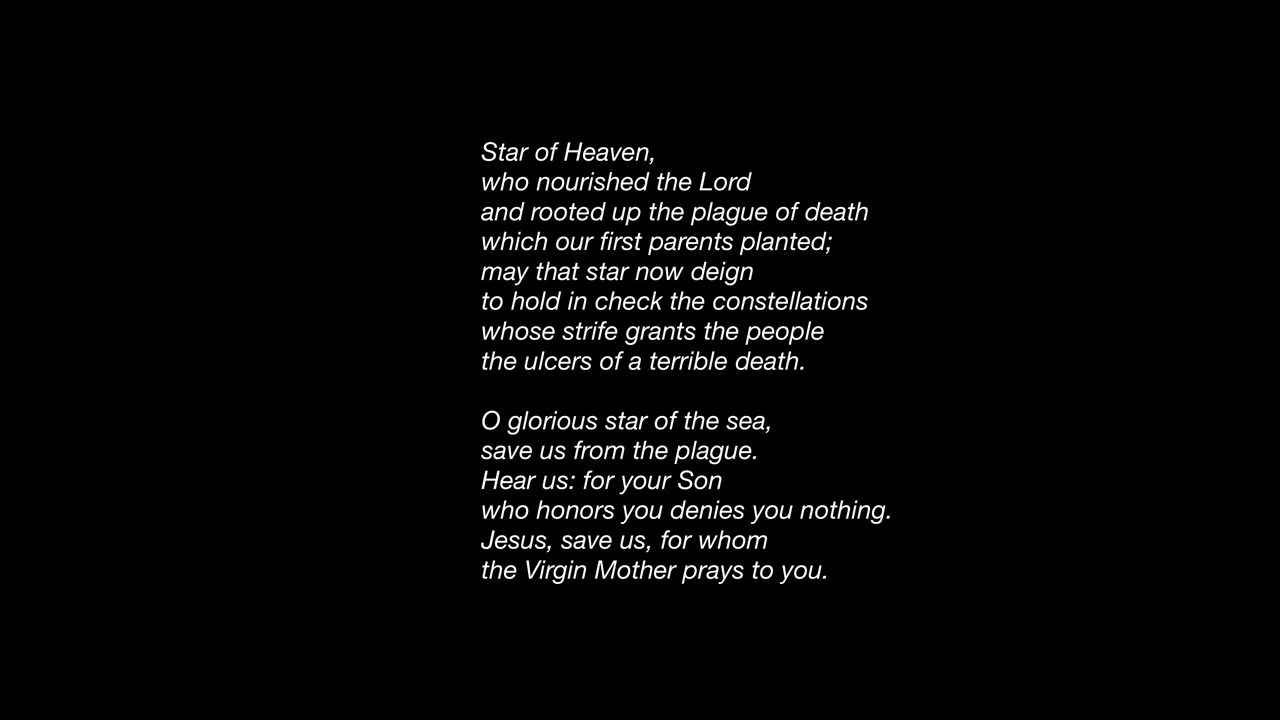 Star of Heaven,
who nourished the Lord
and rooted up the plague of death
which our first parents planted;
may that star now deign
to hold in check the constellations
whose strife grants the people
the ulcers of a terrible death.

O glorious star of the sea,
save us from the plague.
Hear us: for your Son
who honors you denies you nothing.
Jesus, save us, for whom
the Virgin Mother prays to you.